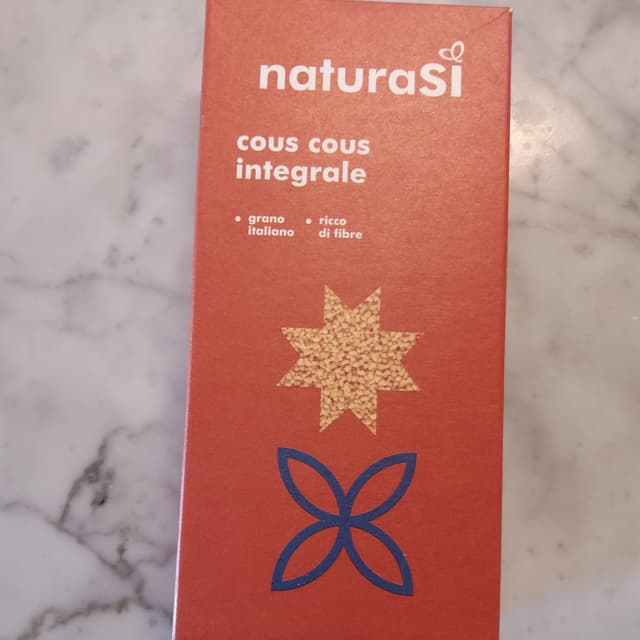 naturaSì
cous cous
integrale
• grano
italiano
• ricco
di fibre